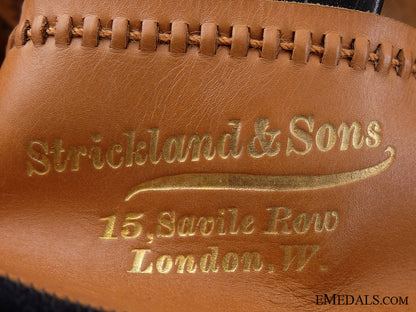 Strickland & Sons
15, Savile Row
London, W.
EMEDALS.COM